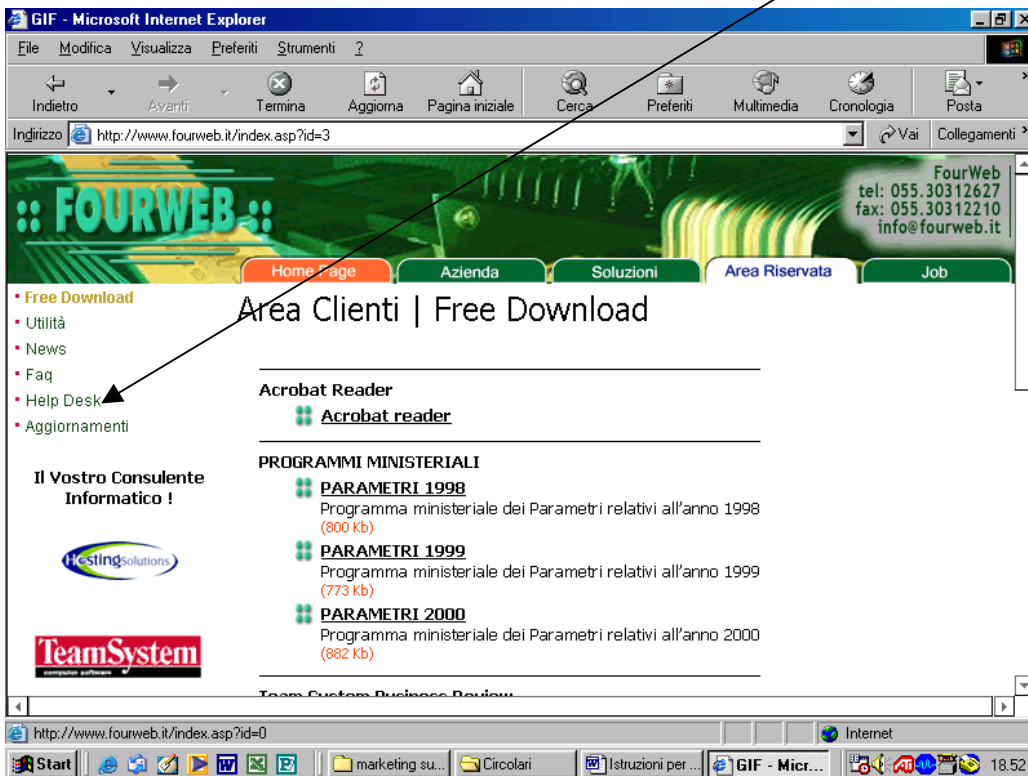 GIF - Microsoft Internet Explorer
File Modifica Visualizza Preferiti Strumenti ?
Indietro Avanti Termina Aggiorna Pagina iniziale Cerca Preferiti Multimedia Cronologia Posta
Indirizzo http://www.fourweb.it/index.asp?id=3 Vai Collegamenti
:: FOURWEB ::
FourWeb
tel: 055.30312627
fax: 055.30312210
info@fourweb.it
Home Page Azienda Soluzioni Area Riservata Job
Free Download
Utilità
News
Faq
Help Desk
Aggiornamenti
Il Vostro Consulente
Informatico !
HostingSolutions
TeamSystem
computer software
Area Clienti | Free Download
Acrobat Reader
Acrobat reader
PROGRAMMI MINISTERIALI
PARAMETRI 1998
Programma ministeriale dei Parametri relativi all'anno 1998
(800 Kb)
PARAMETRI 1999
Programma ministeriale dei Parametri relativi all'anno 1999
(773 Kb)
PARAMETRI 2000
Programma ministeriale dei Parametri relativi all'anno 2000
(882 Kb)
Team Custom Business Review
http://www.fourweb.it/index.asp?id=0 Internet
Start marketing su... Circolari Istruzioni per ... GIF - Micr... 18.52